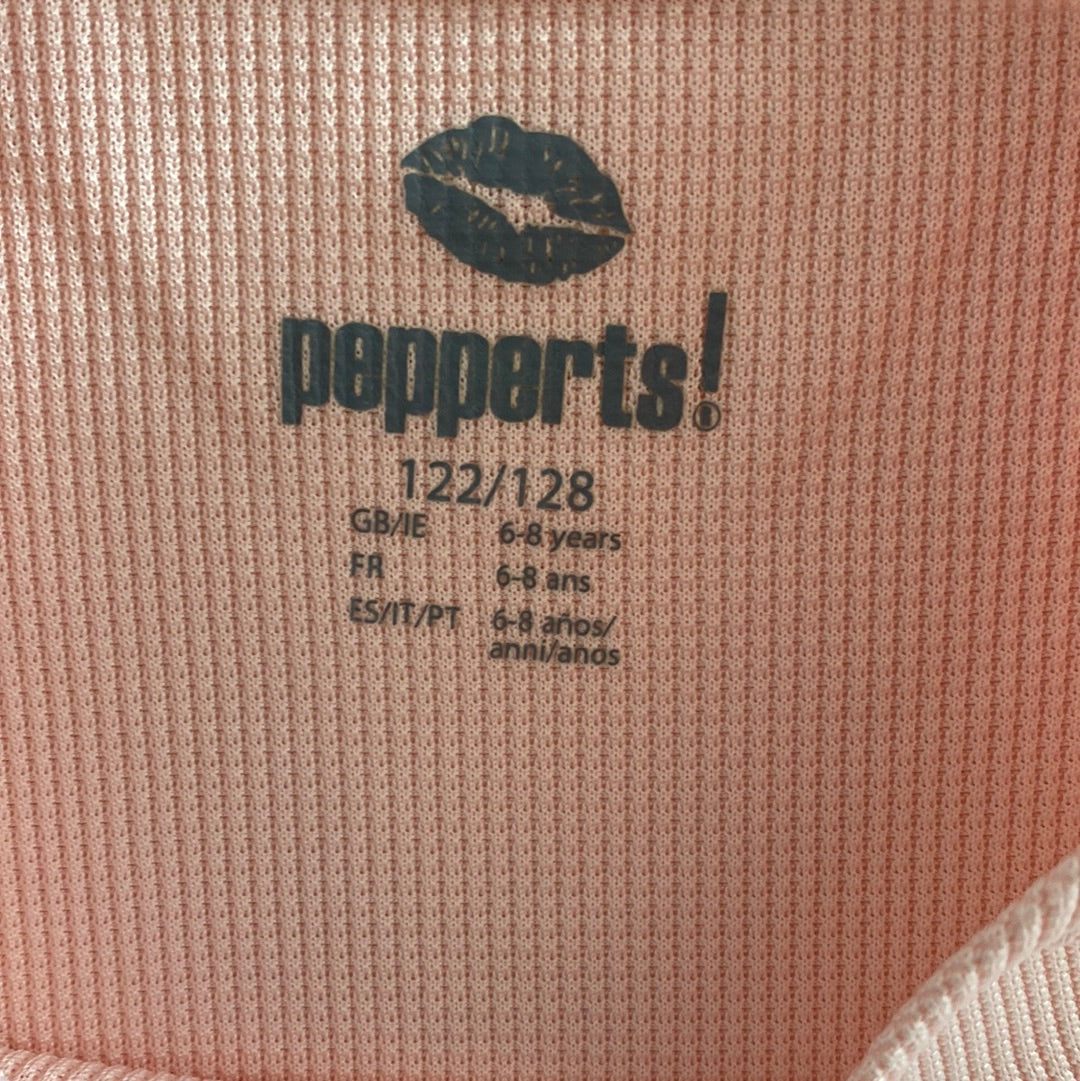 pepperts!®
122/128
GB/IE 6-8 years
FR 6-8 ans
ES/IT/PT 6-8 años/
anni/anos